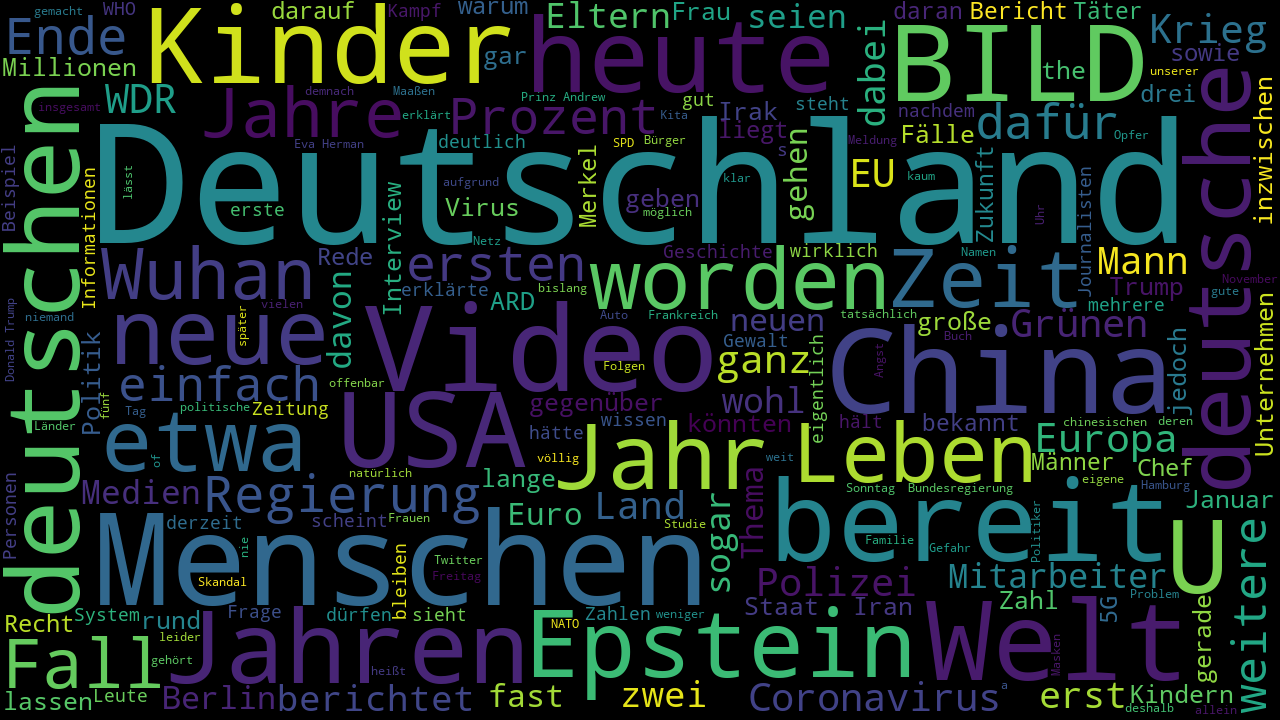 gemacht WHO darauf Kampf warum Eltern Frau seien daran Bericht Täter Krieg
Ende Kinder gar heute dabei BILD sowie
Millionen the unserer
WDR Jahre demnach Maaßen Prinz Andrew gut steht drei
insgesamt erklärt Prozent Kita Irak nachdem dafür
deutschen Eva Herman deutlich SPD Bürger liegt s Meldung Fälle Opfer deutsche inzwischen
Beispiel lässt Deutschland aufgrund Merkel klar gehen EU kaum Zukunft
Informationen erste Virus geben möglich Uhr Journalisten
Interview Netz Geschichte wirklich Namen
Wuhan Rede ersten worden Zeit Mann November
erklärte ARD bislang Trump gute
Donald Trump niemand vielen davon Auto Frankreich tatsächlich mehrere
neue später Video neuen große Grünen Unternehmen
Politik Gewalt China Buch jedoch
einfach offenbar Folgen ganz eigentlich Angst
fünf Tag politische Zeitung USA gegenüber wohl
Länder etwa hätte wissen könnten hält bekannt chinesischen deren
of völlig Jahr weit Leben Europa
natürlich lange Männer Chef
Personen Medien Regierung Land Thema Sonntag Bundesregierung eigene Hamburg Januar
derzeit scheint Frauen Euro Studie sogar bereit Politiker U
Menschen nie Twitter Familie Gefahr
Skandal bleiben Freitag Polizei Mitarbeiter weitere
Recht System rund Frage dürfen sieht Zahlen weniger Staat Iran Zahl 5G Problem
leider Jahren NATO Epstein Welt Masken gerade
Fall gehört heißt
lassen Leute Berlin berichtet fast zwei Coronavirus a erst Kindern
deshalb allein